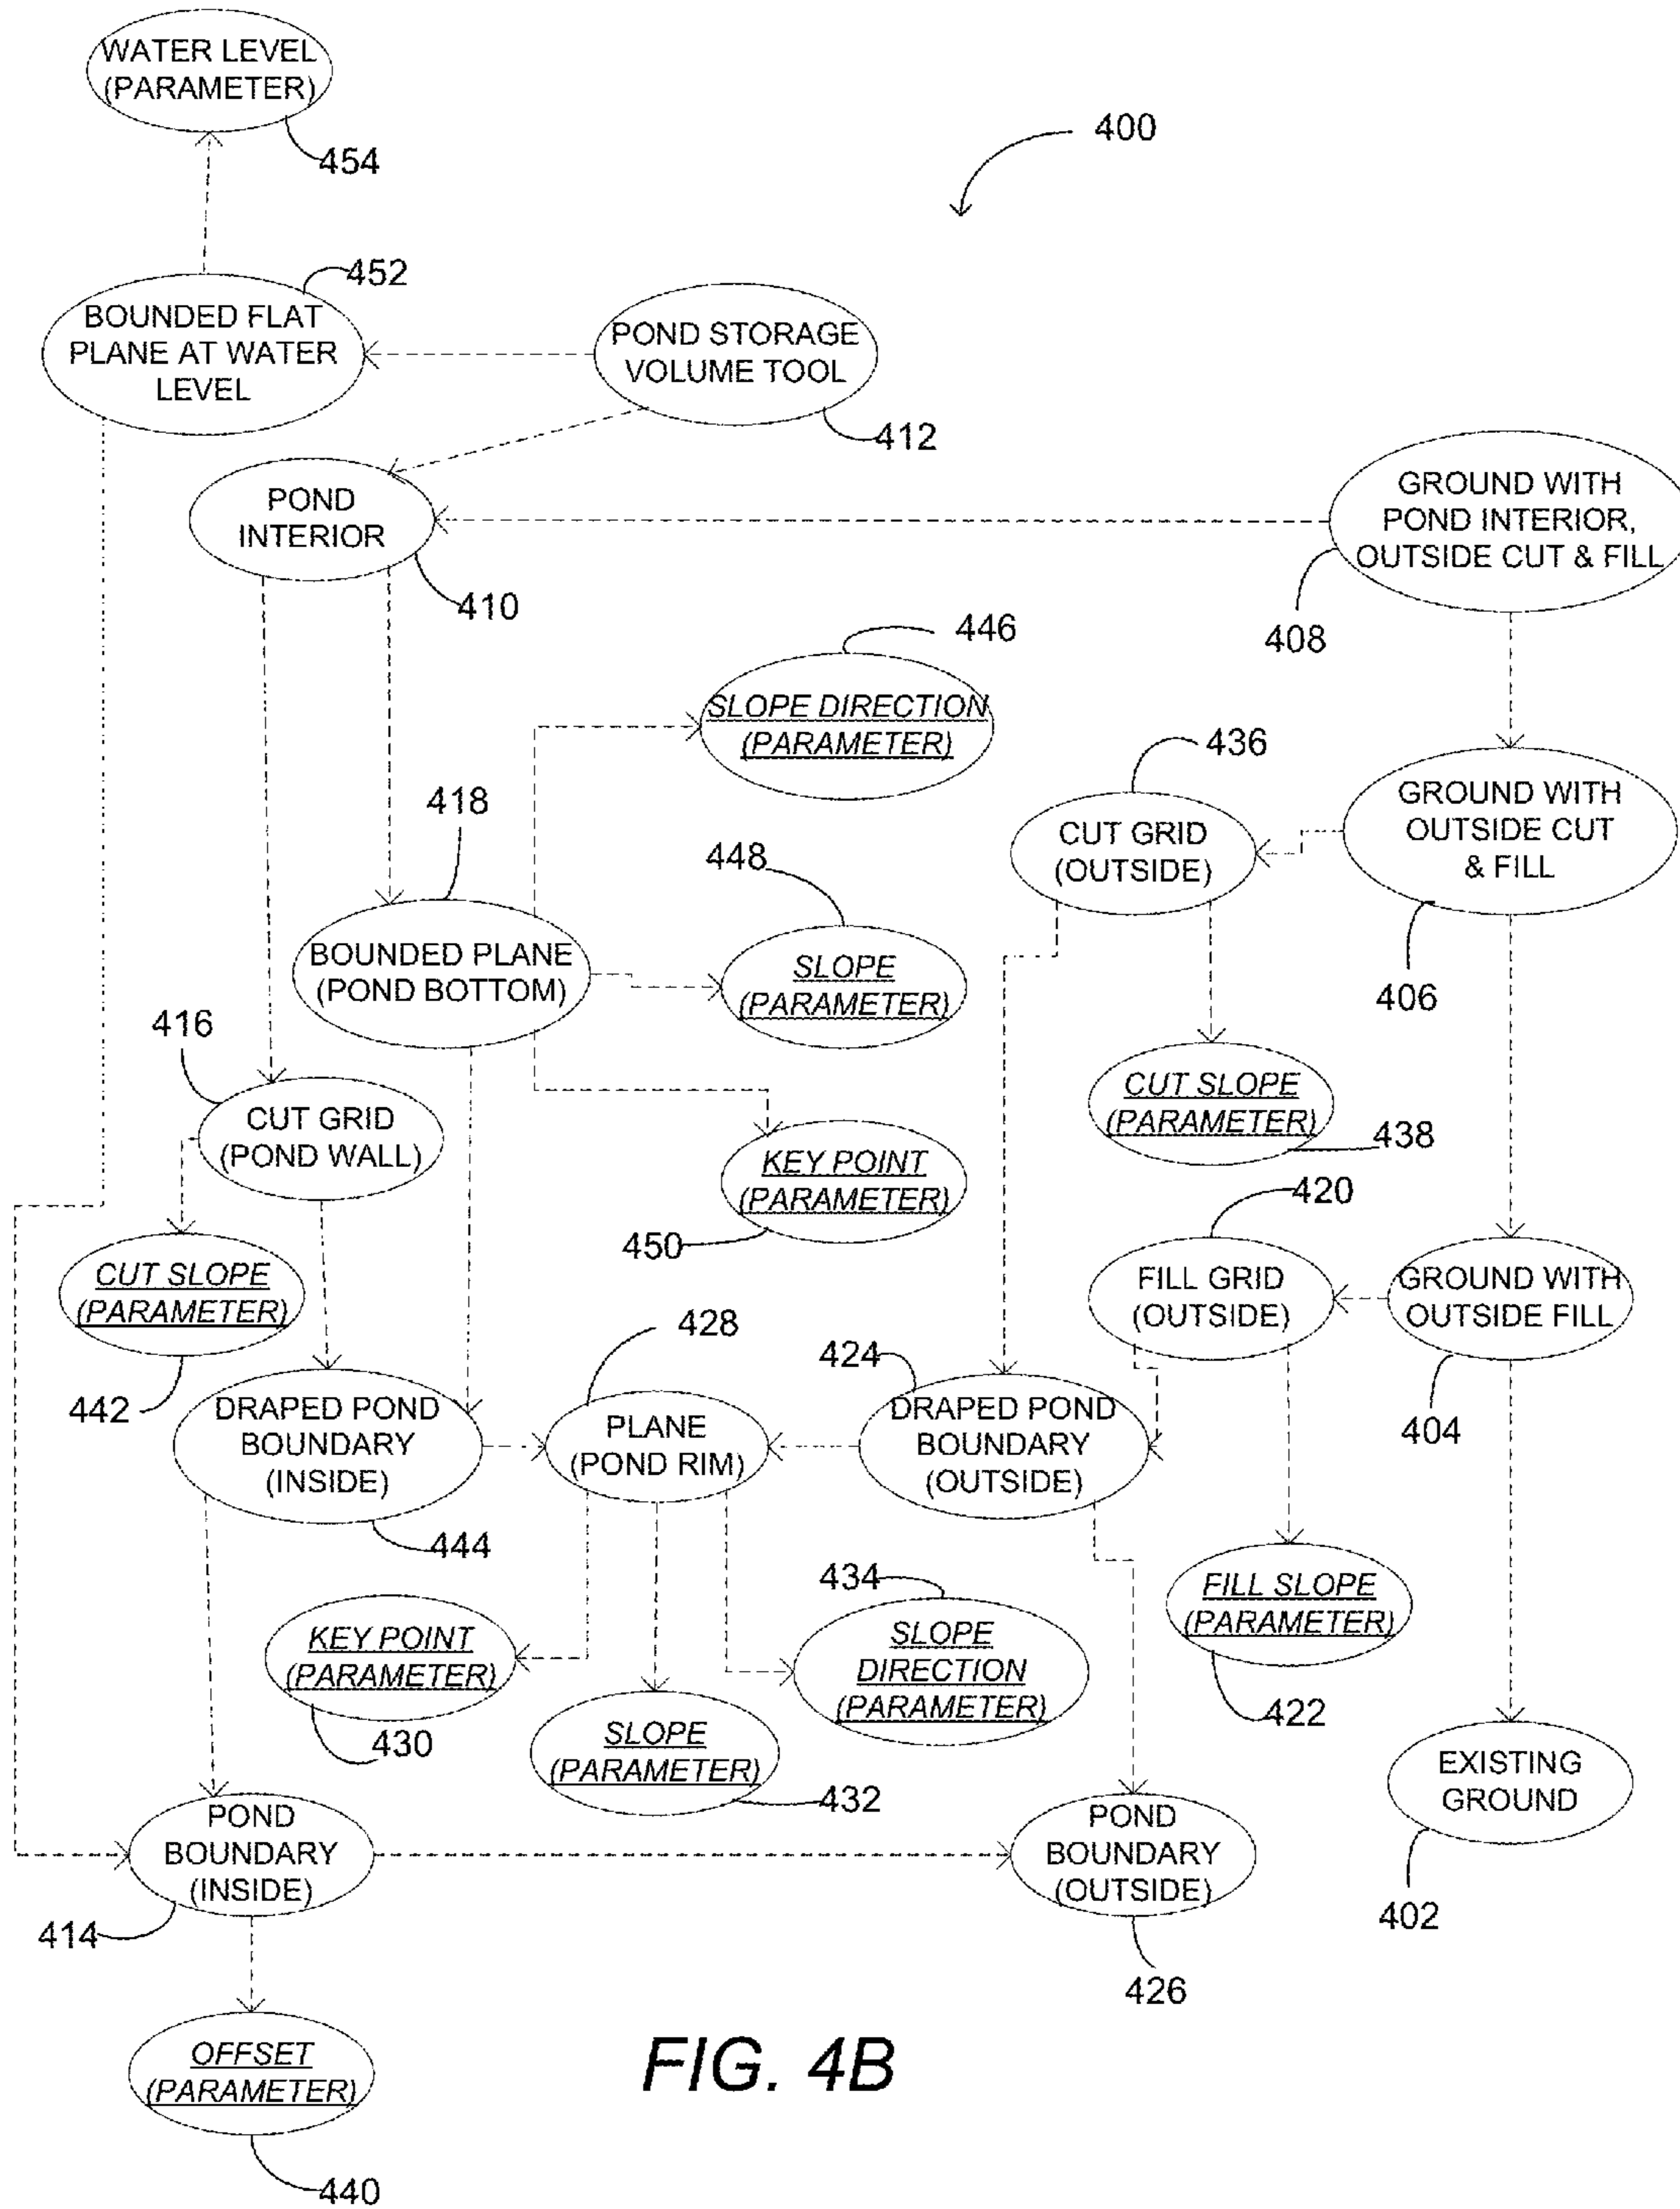 WATER LEVEL
(PARAMETER)
454
400
452
BOUNDED FLAT
PLANE AT WATER
LEVEL
POND STORAGE
VOLUME TOOL
412
POND
INTERIOR
410
GROUND WITH
POND INTERIOR,
OUTSIDE CUT & FILL
408
446
SLOPE DIRECTION
(PARAMETER)
436
CUT GRID
(OUTSIDE)
GROUND WITH
OUTSIDE CUT
& FILL
406
418
BOUNDED PLANE
(POND BOTTOM)
448
SLOPE
(PARAMETER)
416
CUT GRID
(POND WALL)
CUT SLOPE
(PARAMETER)
438
KEY POINT
(PARAMETER)
450
420
FILL GRID
(OUTSIDE)
GROUND WITH
OUTSIDE FILL
404
CUT SLOPE
(PARAMETER)
442
428
424
DRAPED POND
BOUNDARY
(INSIDE)
444
PLANE
(POND RIM)
DRAPED POND
BOUNDARY
(OUTSIDE)
434
KEY POINT
(PARAMETER)
430
SLOPE
(PARAMETER)
432
SLOPE
DIRECTION
(PARAMETER)
FILL SLOPE
(PARAMETER)
422
EXISTING
GROUND
402
POND
BOUNDARY
(INSIDE)
414
POND
BOUNDARY
(OUTSIDE)
426
OFFSET
(PARAMETER)
440
FIG. 4B